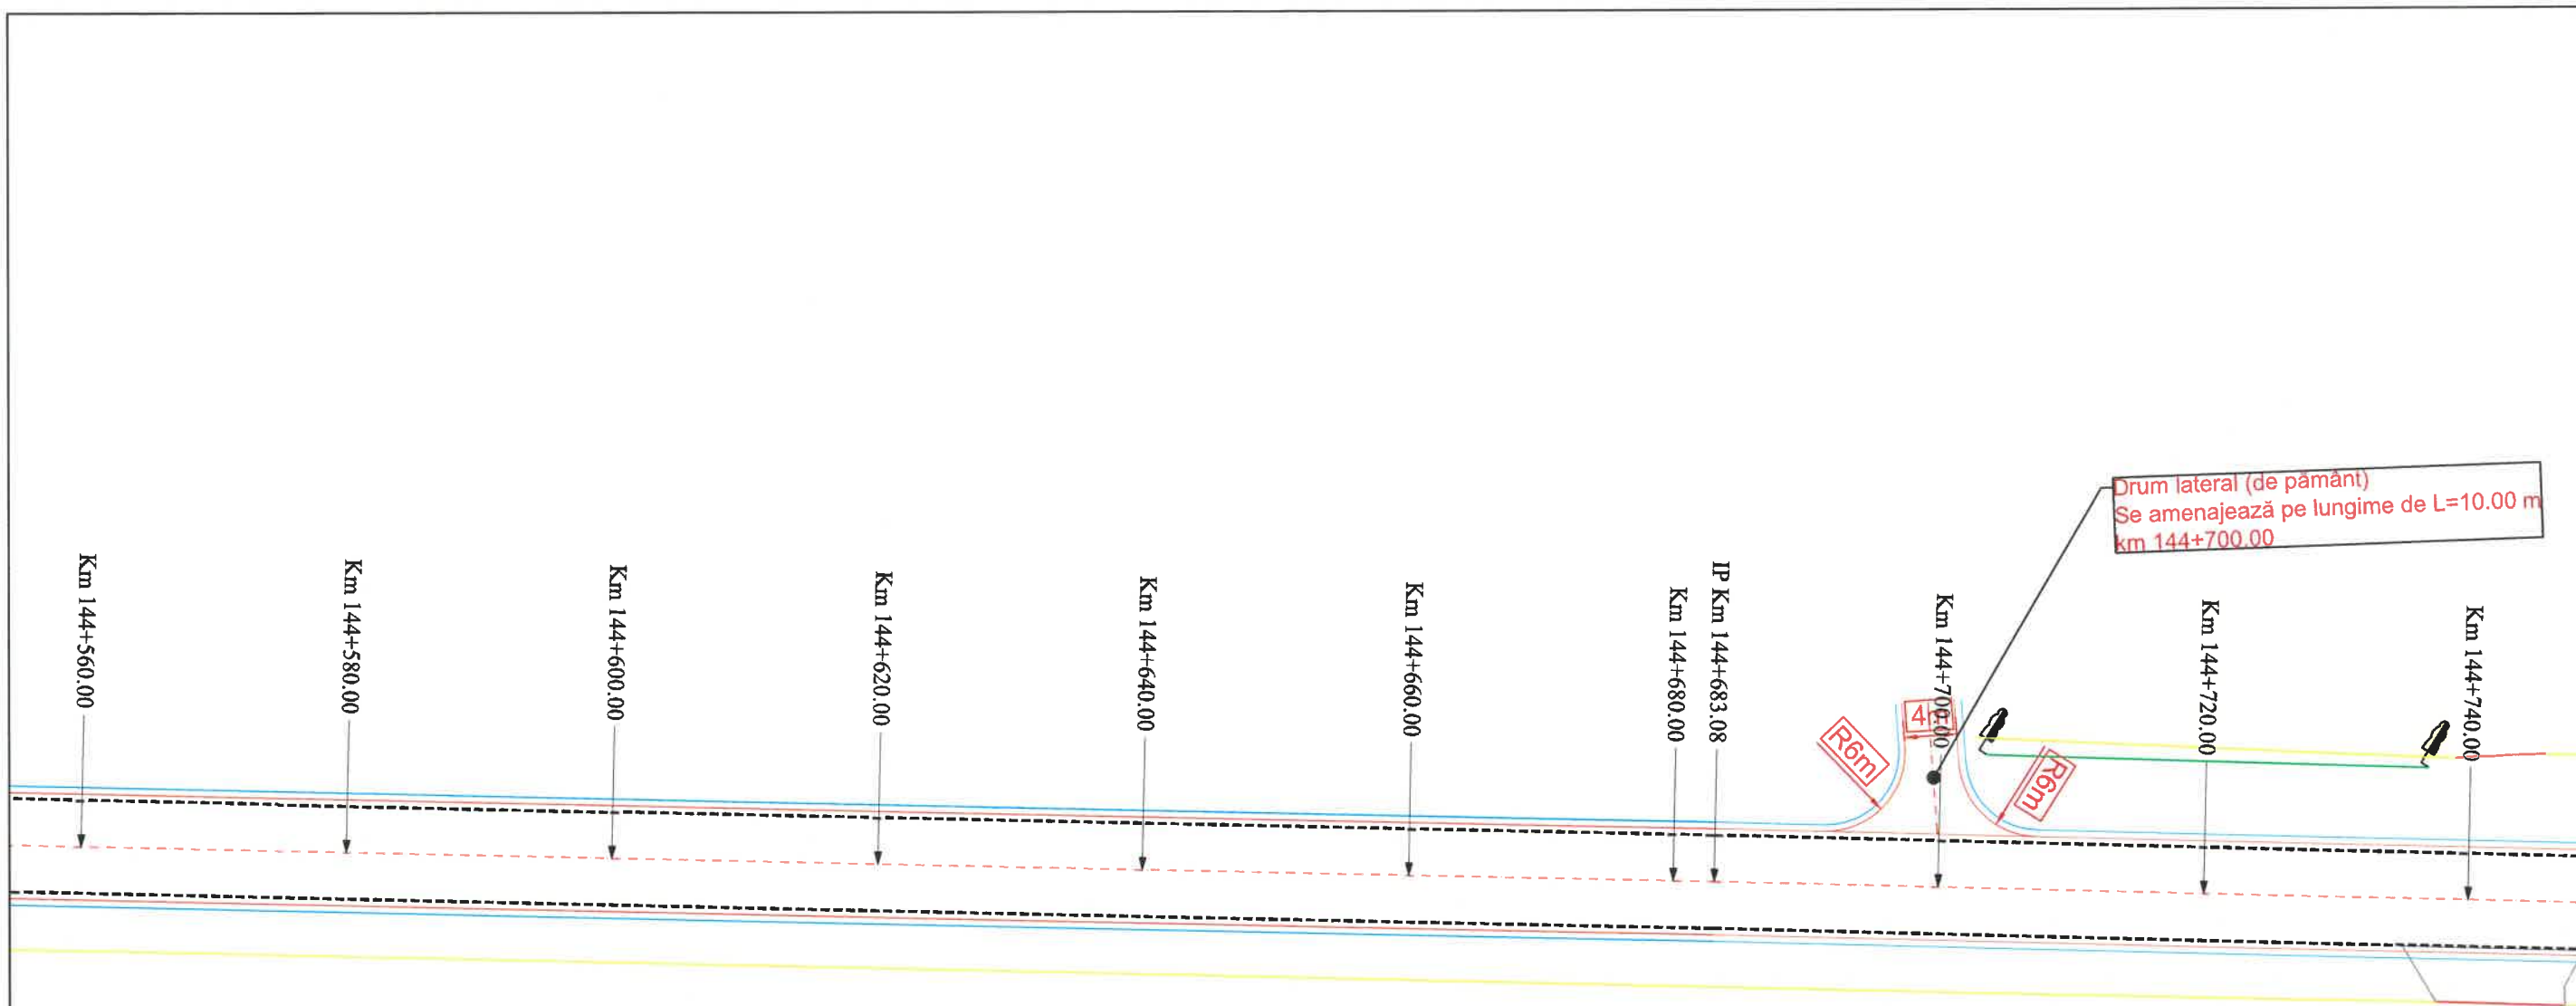 Drum lateral (de pământ)
Se amenajează pe lungime de L=10.00 m
km 144+700.00
Km 144+560.00
Km 144+580.00
Km 144+600.00
Km 144+620.00
Km 144+640.00
Km 144+660.00
Km 144+680.00
IP Km 144+683.08
Km 144+700.00
Km 144+720.00
Km 144+740.00
R6m
4m
R6m